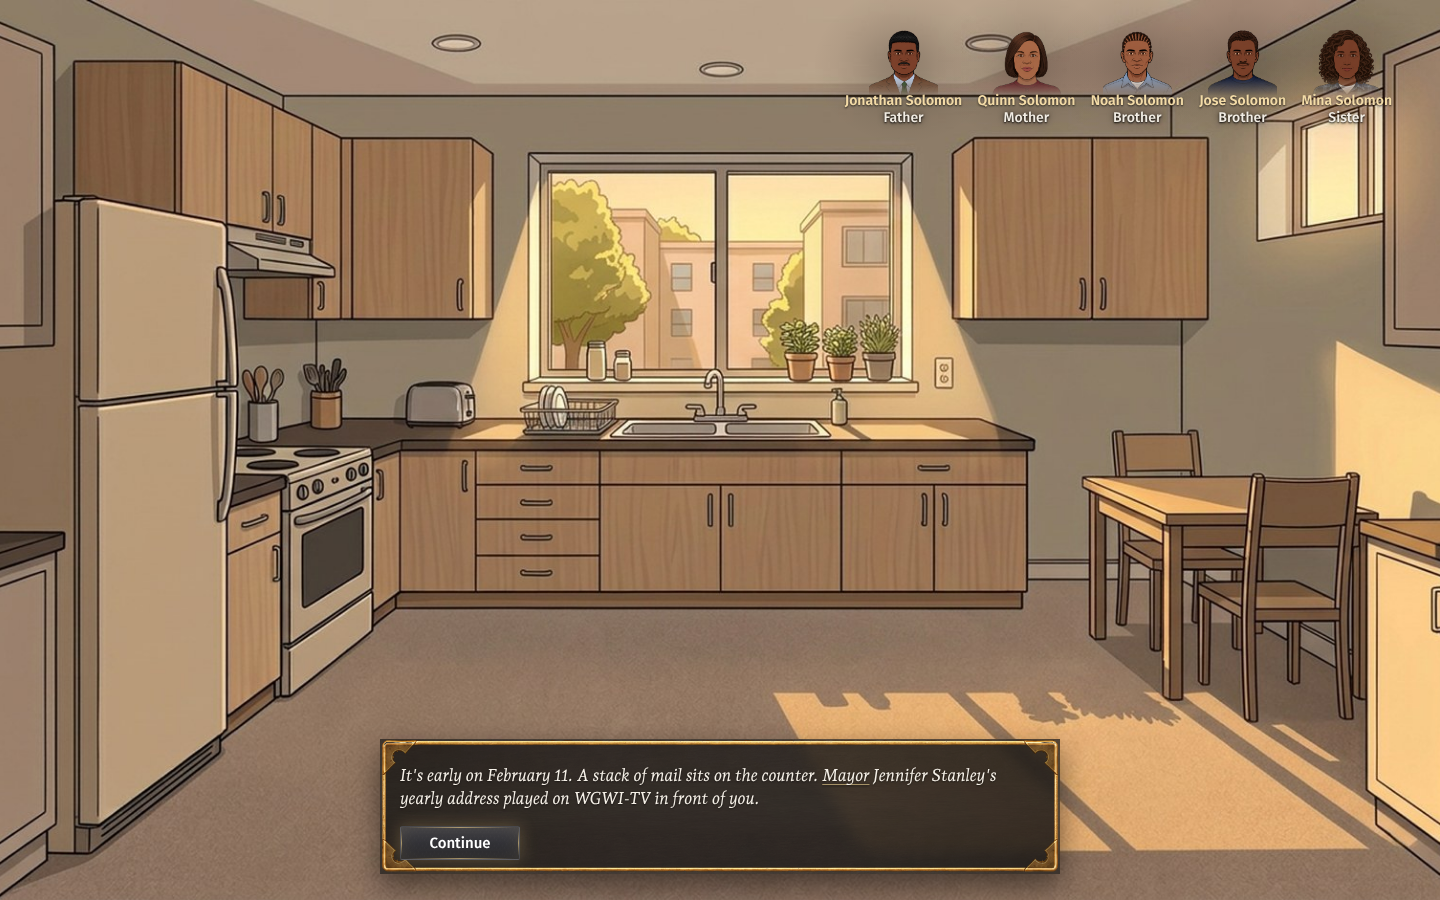 Jonathan Solomon
Father
Quinn Solomon
Mother
Noah Solomon
Brother
Jose Solomon
Brother
Mina Solomon
Sister
It's early on February 11. A stack of mail sits on the counter. Mayor Jennifer Stanley's
yearly address played on WGWI-TV in front of you.
Continue